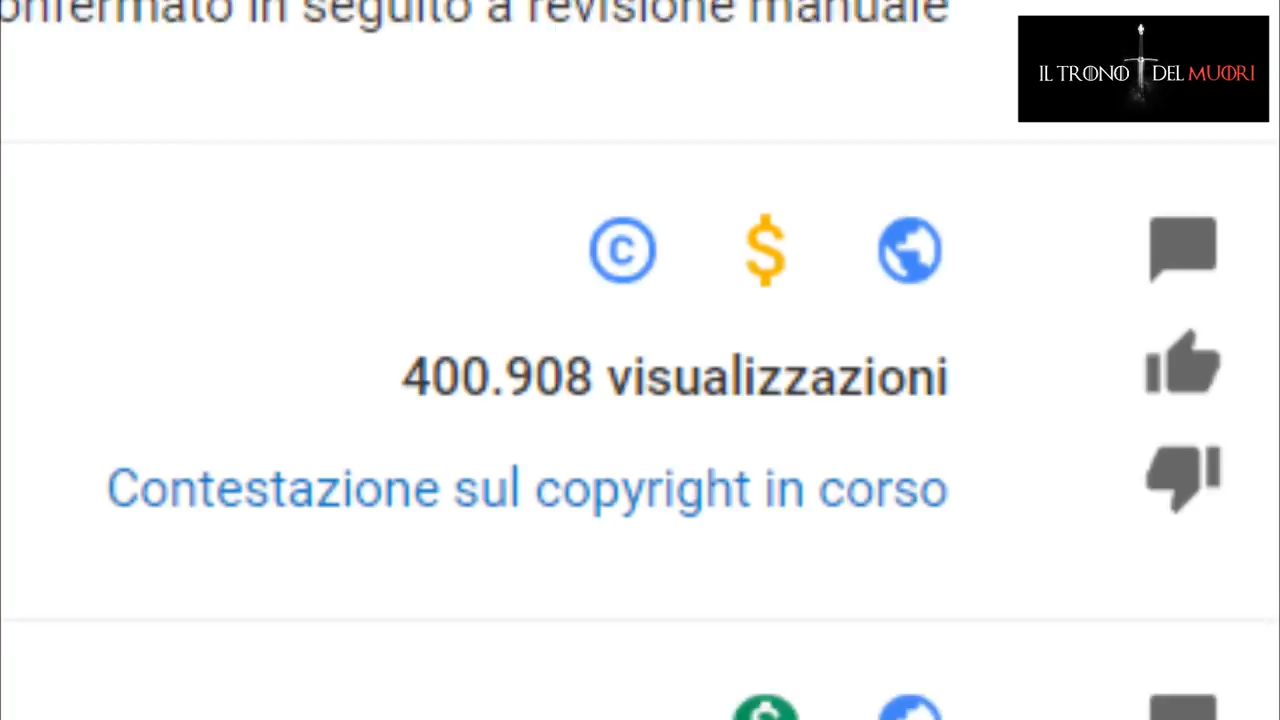 onfermato in seguito a revisione manuale
IL TRONO DEL MUORI
400.908 visualizzazioni
Contestazione sul copyright in corso